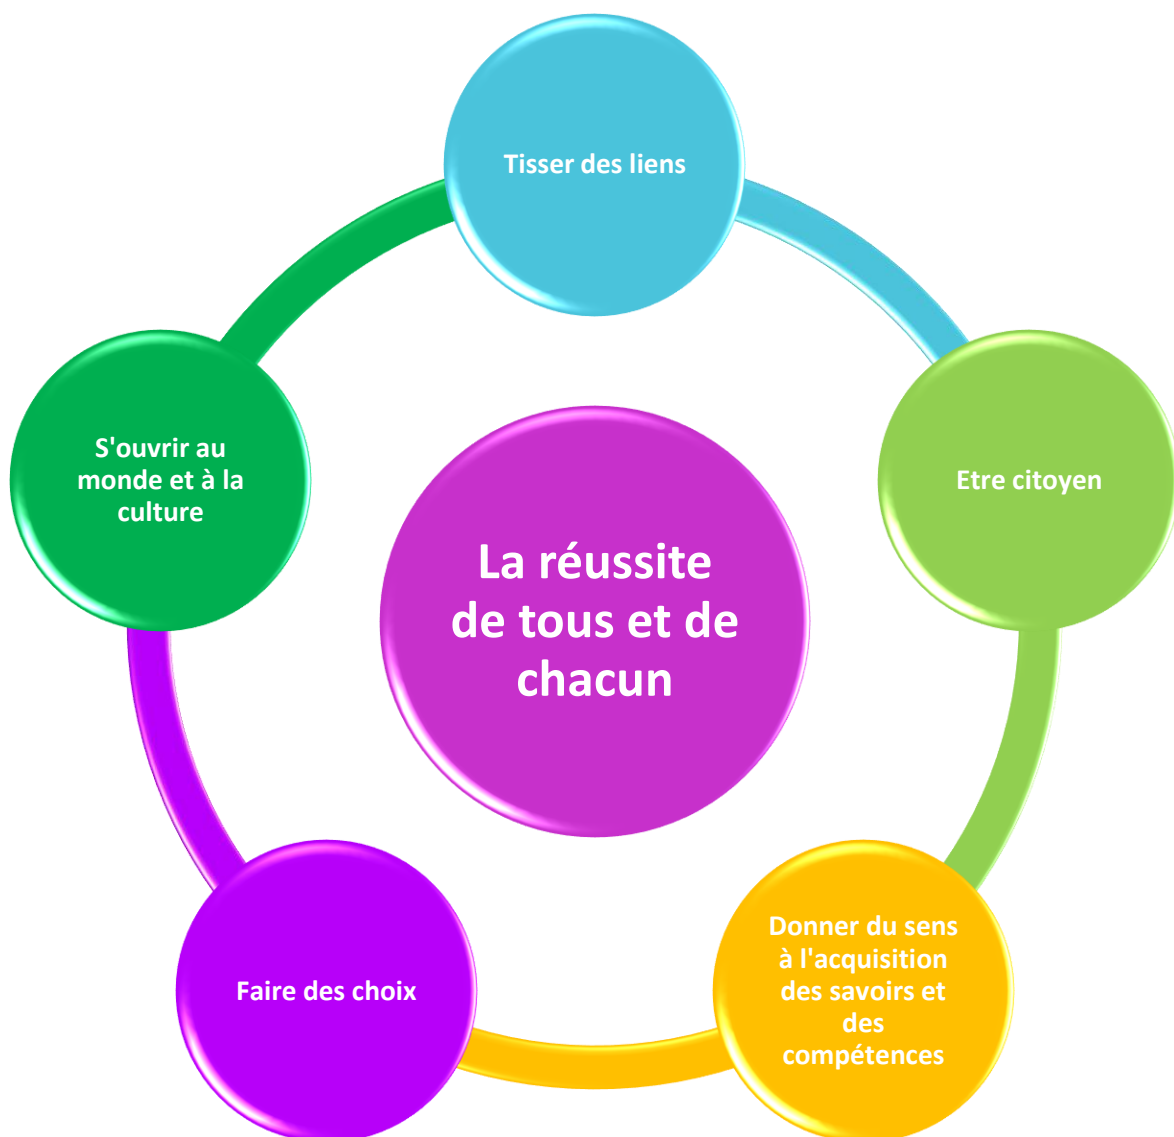 Tisser des liens
S'ouvrir au
monde et à la
culture
Etre citoyen
La réussite
de tous et de
chacun
Donner du sens
à l'acquisition
des savoirs et
des
compétences
Faire des choix